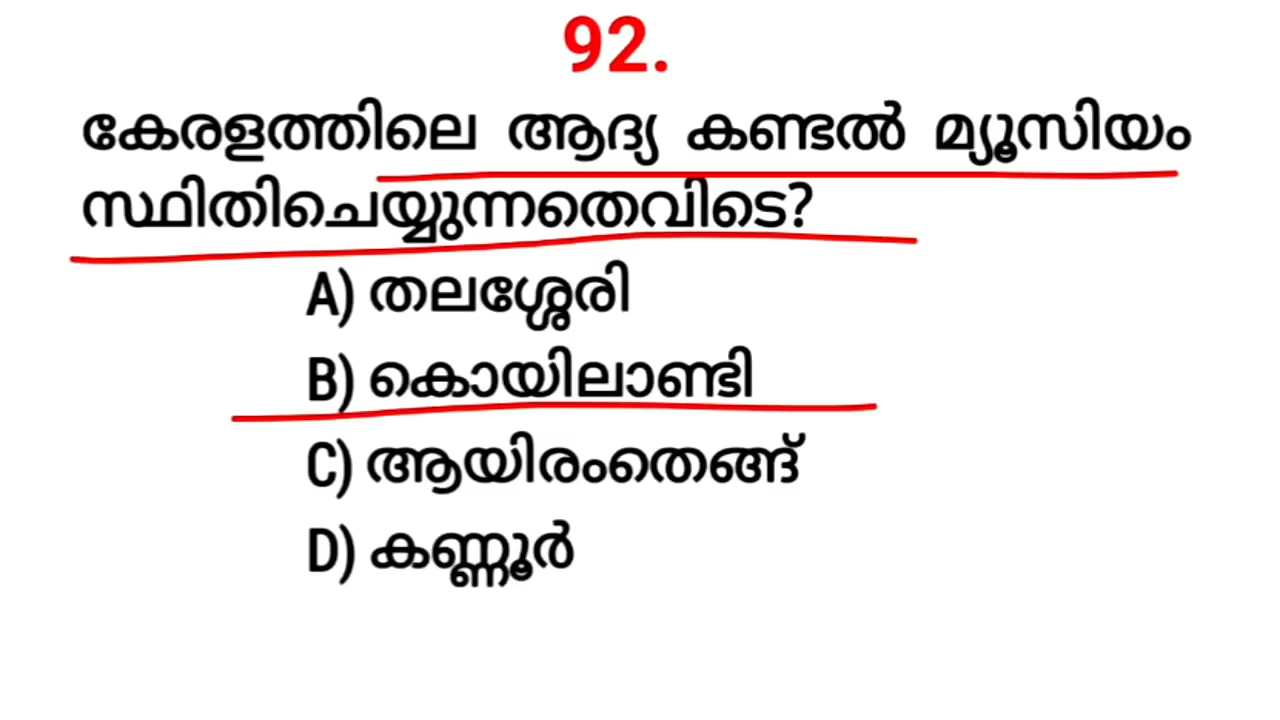 92.
കേരളത്തിലെ ആദ്യ കണ്ടൽ മ്യൂസിയം
സ്ഥിതിചെയ്യുന്നതെവിടെ?
A) തലശ്ശേരി
B) കൊയിലാണ്ടി
C) ആയിരംതെങ്ങ്
D) കണ്ണൂർ